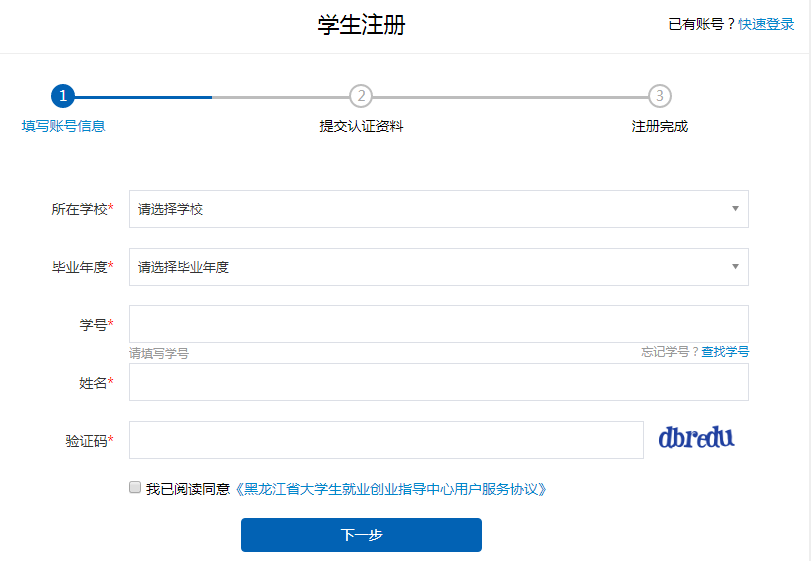 学生注册
已有账号？快速登录
1 2 3
填写账号信息 提交认证资料 注册完成
所在学校* 请选择学校
毕业年度* 请选择毕业年度
学号*
请填写学号 忘记学号？查找学号
姓名*
验证码* dbredu
我已阅读同意《黑龙江省大学生就业创业指导中心用户服务协议》
下一步